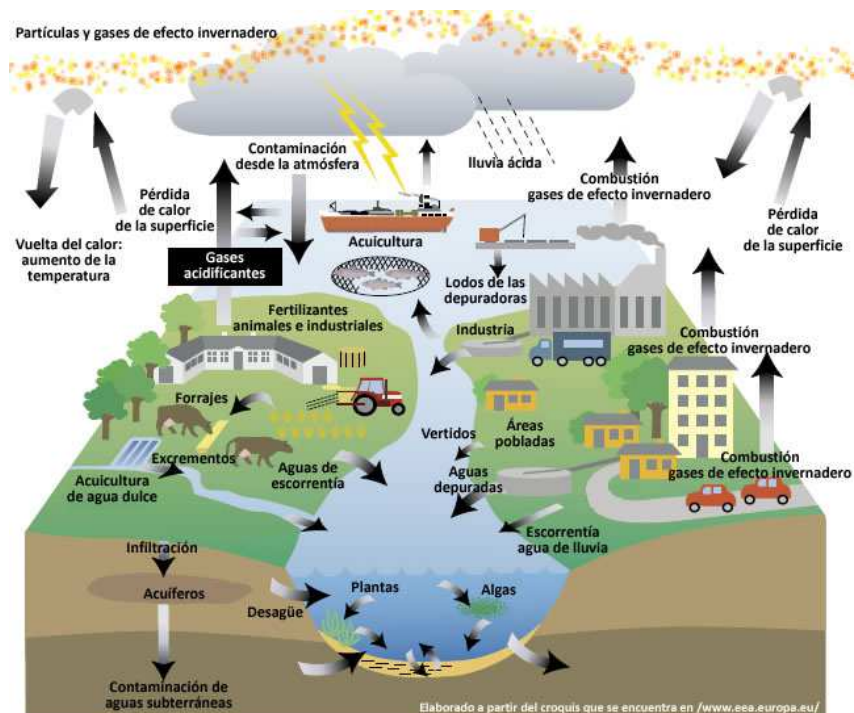 Partículas y gases de efecto invernadero
Contaminación
desde la atmósfera
lluvia ácida
Combustión
gases de efecto invernadero
Pérdida
de calor
de la superficie
Vuelta del calor:
aumento de la
temperatura
Acuicultura
Pérdida
de calor
de la superficie
Gases
acidificantes
Lodos de las
depuradoras
Fertilizantes
animales e industriales
Industria
Combustión
gases de efecto invernadero
Forrajes
Áreas
pobladas
Vertidos
Excrementos
Aguas de
escorrentía
Aguas
depuradas
Combustión
gases de efecto invernadero
Acuicultura
de agua dulce
Escorrentía
agua de lluvia
Infiltración
Acuíferos
Plantas
Algas
Desagüe
Contaminación de
aguas subterráneas
Elaborado a partir del croquis que se encuentra en /www.eea.europa.eu/